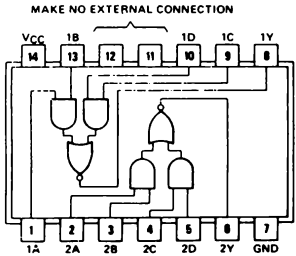 MAKE NO EXTERNAL CONNECTION
VCC 1B 1D 1C 1Y
14 13 12 11 10 9 8
1 2 3 4 5 6 7
1A 2A 2B 2C 2D 2Y GND